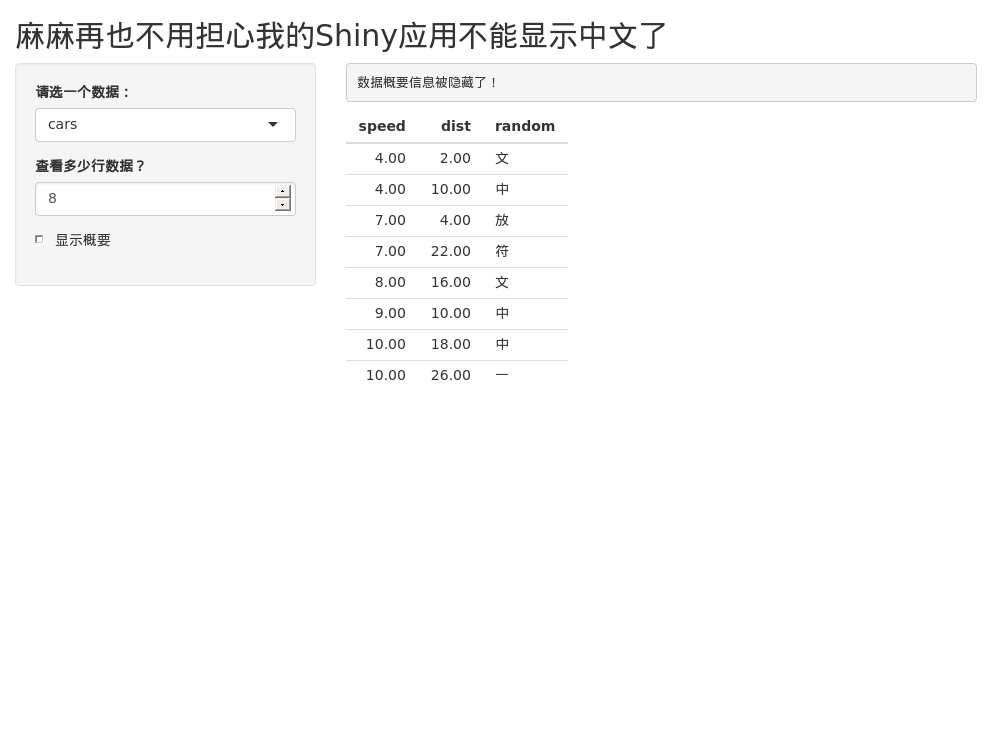 麻麻再也不用担心我的Shiny应用不能显示中文了
请选一个数据：
cars
查看多少行数据？
8
显示概要
数据概要信息被隐藏了！
speed dist random
4.00 2.00 文
4.00 10.00 中
7.00 4.00 放
7.00 22.00 符
8.00 16.00 文
9.00 10.00 中
10.00 18.00 中
10.00 26.00 一